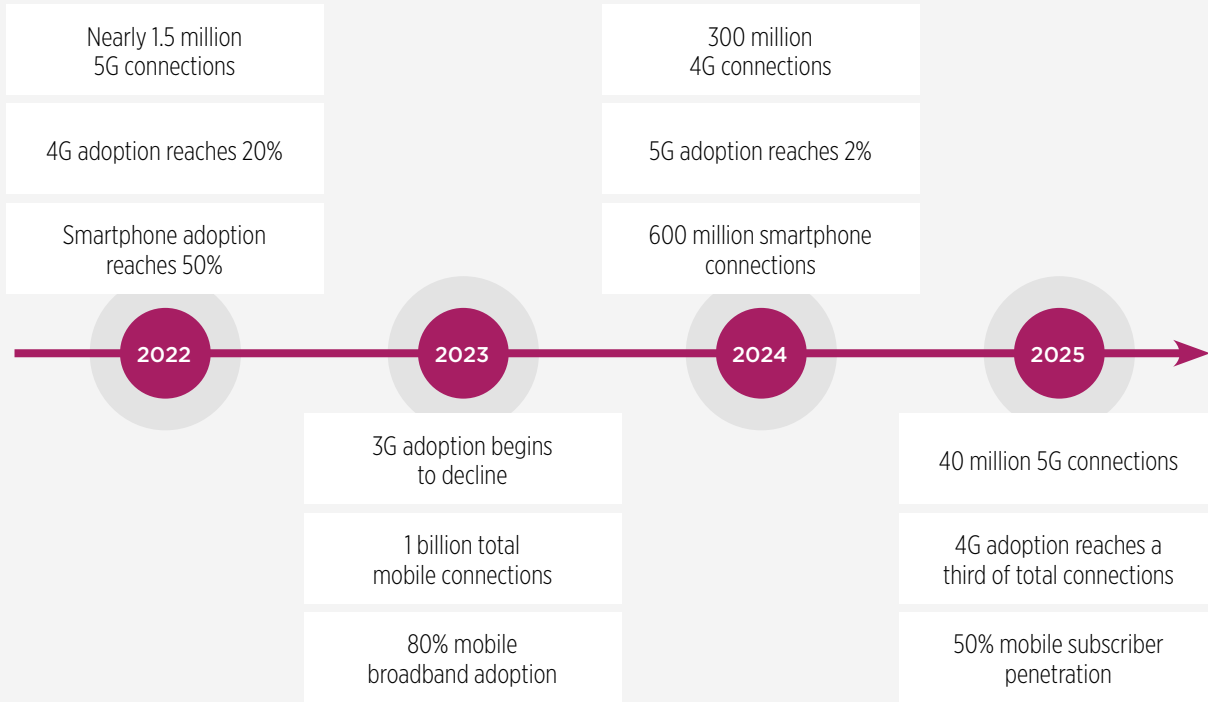 Nearly 1.5 million
5G connections
4G adoption reaches 20%
Smartphone adoption
reaches 50%
300 million
4G connections
5G adoption reaches 2%
600 million smartphone
connections
2022
2023
2024
2025
3G adoption begins
to decline
1 billion total
mobile connections
80% mobile
broadband adoption
40 million 5G connections
4G adoption reaches a
third of total connections
50% mobile subscriber
penetration